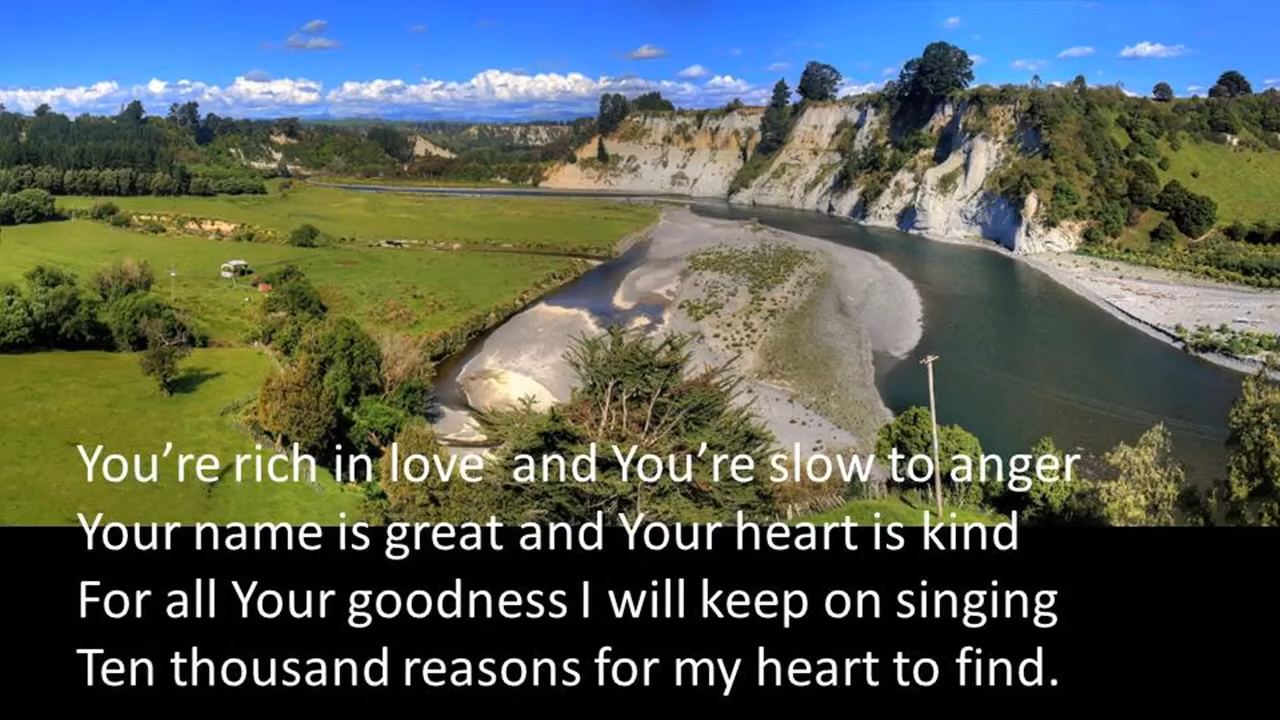 You’re rich in love  and You’re slow to anger
Your name is great and Your heart is kind
For all Your goodness I will keep on singing
Ten thousand reasons for my heart to find.